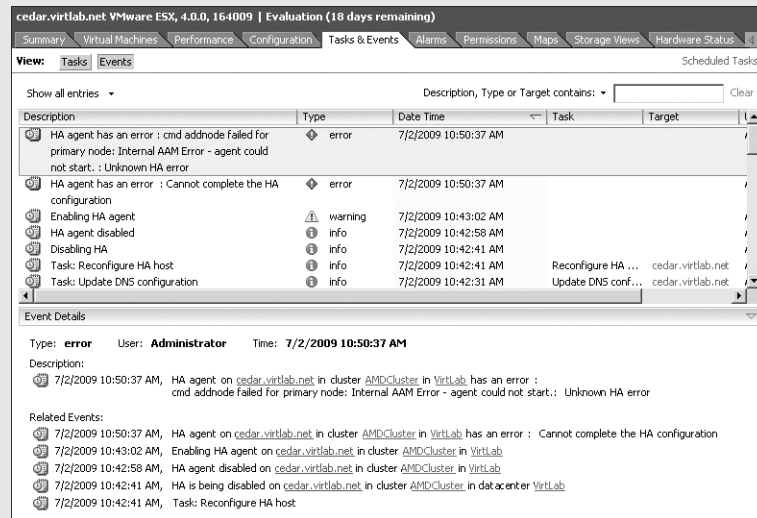 cedar.virtlab.net VMware ESX, 4.0.0, 164009 | Evaluation (18 days remaining)
Summary Virtual Machines Performance Configuration Tasks & Events Alarms Permissions Maps Storage Views Hardware Status
View: Tasks Events Scheduled Tasks
Show all entries Description, Type or Target contains: Clear
Description Type Date Time Task Target
HA agent has an error : cmd addnode failed for error 7/2/2009 10:50:37 AM
primary node: Internal AAM Error - agent could
not start. : Unknown HA error
HA agent has an error : Cannot complete the HA error 7/2/2009 10:50:37 AM
configuration
Enabling HA agent warning 7/2/2009 10:43:02 AM
HA agent disabled info 7/2/2009 10:42:58 AM
Disabling HA info 7/2/2009 10:42:41 AM
Task: Reconfigure HA host info 7/2/2009 10:42:41 AM Reconfigure HA ... cedar.virtlab.net
Task: Update DNS configuration info 7/2/2009 10:42:31 AM Update DNS conf... cedar.virtlab.net
Event Details
Type: error User: Administrator Time: 7/2/2009 10:50:37 AM
Description:
7/2/2009 10:50:37 AM, HA agent on cedar.virtlab.net in cluster AMDCluster in VirtLab has an error :
cmd addnode failed for primary node: Internal AAM Error - agent could not start.: Unknown HA error
Related Events:
7/2/2009 10:50:37 AM, HA agent on cedar.virtlab.net in cluster AMDCluster in VirtLab has an error : Cannot complete the HA configuration
7/2/2009 10:43:02 AM, Enabling HA agent on cedar.virtlab.net in cluster AMDCluster in VirtLab
7/2/2009 10:42:58 AM, HA agent disabled on cedar.virtlab.net in cluster AMDCluster in VirtLab
7/2/2009 10:42:41 AM, HA is being disabled on cedar.virtlab.net in cluster AMDCluster in datacenter VirtLab
7/2/2009 10:42:41 AM, Task: Reconfigure HA host